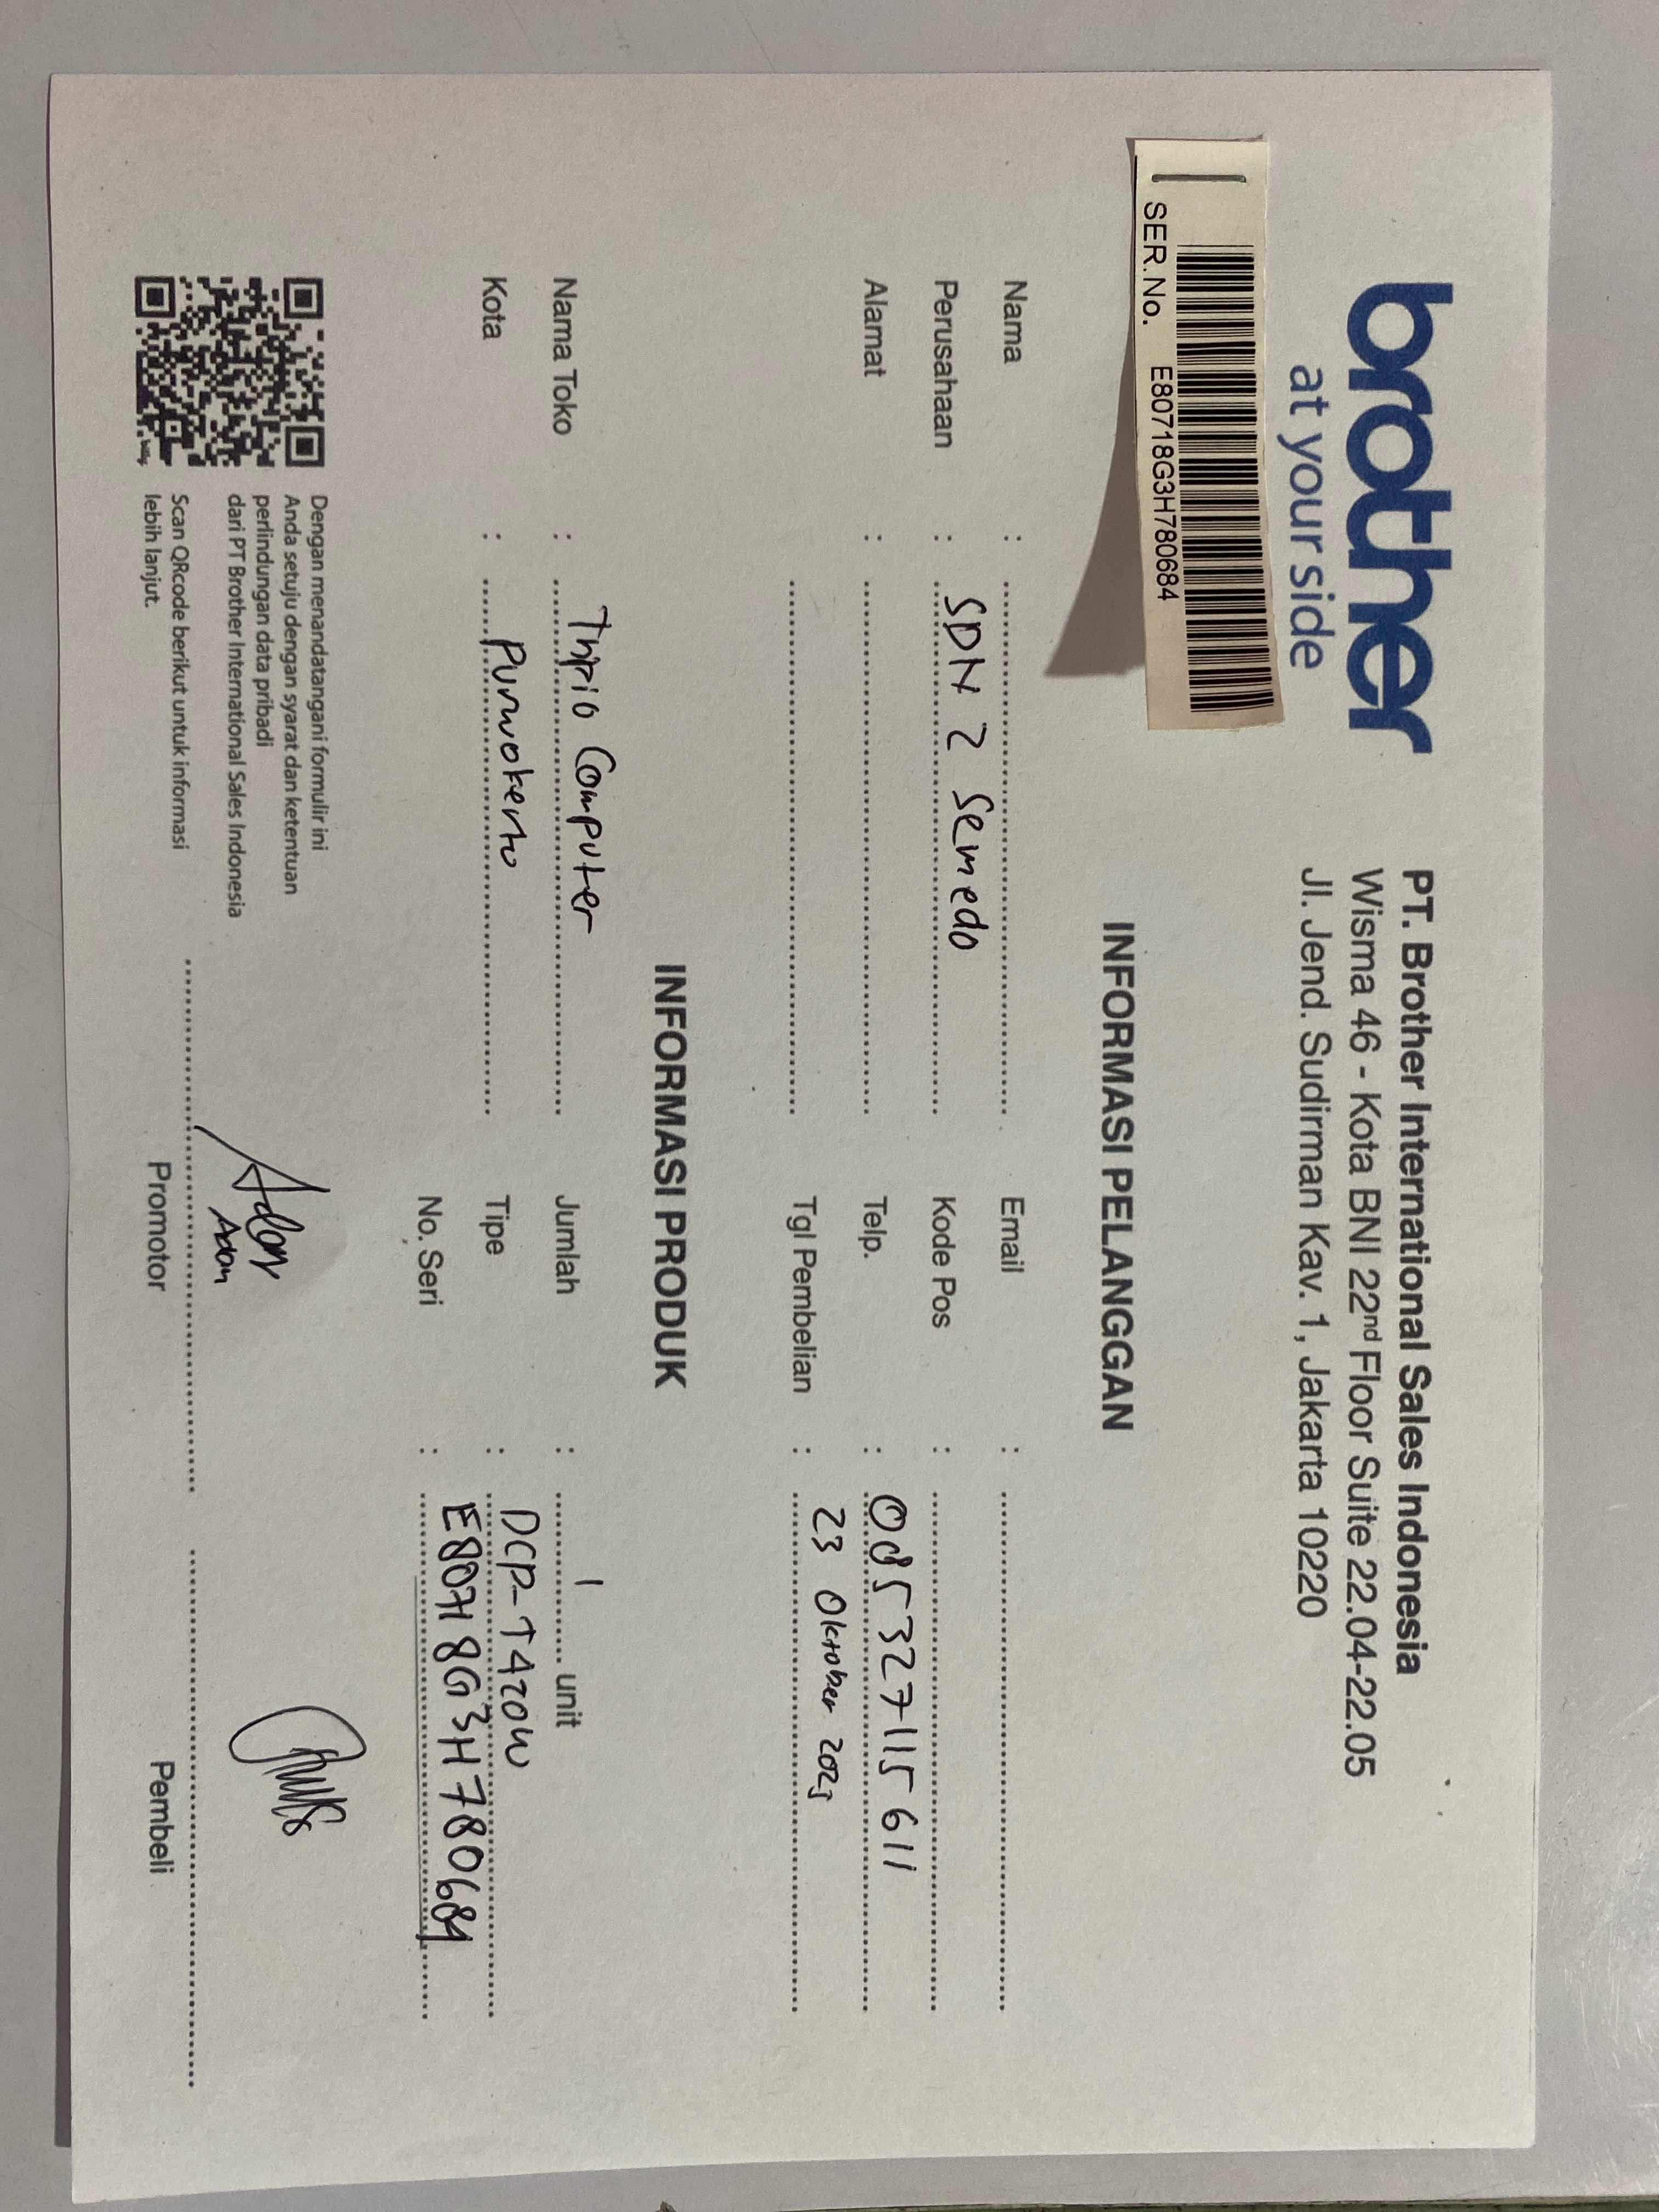 brother
at your side
PT. Brother International Sales Indonesia
Wisma 46 - Kota BNI 22nd Floor Suite 22.04-22.05
Jl. Jend. Sudirman Kav. 1, Jakarta 10220
SER.No. E80718G3H780684
INFORMASI PELANGGAN
Nama :
Perusahaan : SDN 2 Semedo
Alamat :
Email :
Kode Pos :
Telp. : 085327115611
Tgl Pembelian : 23 Oktober 2025
INFORMASI PRODUK
Nama Toko : Computer
Kota : Purwokerto
Jumlah : 1 unit
Tipe : DCP-T420W
No. Seri : E80718G3H780684
Dengan menandatangani formulir ini
Anda setuju dengan syarat dan ketentuan
perlindungan data pribadi
dari PT Brother International Sales Indonesia
Scan QRcode berikut untuk informasi
lebih lanjut.
Adon
Promotor
Pembeli